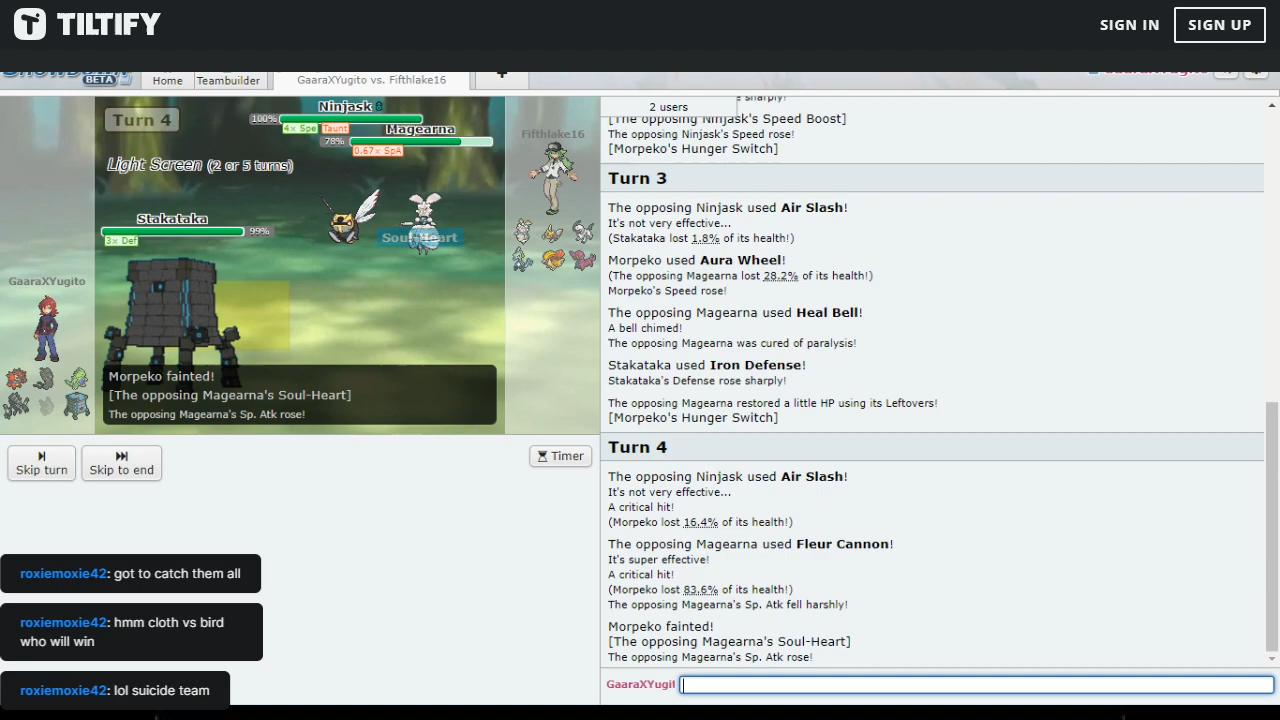 TILTIFY
SIGN IN
SIGN UP
BETA
Home
Teambuilder
GaaraXYugito vs. Fifthlake16
+
Turn 4
Ninjask
100%
4× Spe
Taunt
Magearna
78%
0.67× SpA
Light Screen (2 or 5 turns)
Stakataka
99%
3× Def
Soul-Heart
GaaraXYugito
Fifthlake16
Morpeko fainted!
[The opposing Magearna's Soul-Heart]
The opposing Magearna's Sp. Atk rose!
Skip turn
Skip to end
Timer
roxiemoxie42: got to catch them all
roxiemoxie42: hmm cloth vs bird
who will win
roxiemoxie42: lol suicide team
2 users
sharply!
[The opposing Ninjask's Speed Boost]
The opposing Ninjask's Speed rose!
[Morpeko's Hunger Switch]
Turn 3
The opposing Ninjask used Air Slash!
It's not very effective...
(Stakataka lost 1.8% of its health!)
Morpeko used Aura Wheel!
(The opposing Magearna lost 28.2% of its health!)
Morpeko's Speed rose!
The opposing Magearna used Heal Bell!
A bell chimed!
The opposing Magearna was cured of paralysis!
Stakataka used Iron Defense!
Stakataka's Defense rose sharply!
The opposing Magearna restored a little HP using its Leftovers!
[Morpeko's Hunger Switch]
Turn 4
The opposing Ninjask used Air Slash!
It's not very effective...
A critical hit!
(Morpeko lost 16.4% of its health!)
The opposing Magearna used Fleur Cannon!
It's super effective!
A critical hit!
(Morpeko lost 83.6% of its health!)
The opposing Magearna's Sp. Atk fell harshly!
Morpeko fainted!
[The opposing Magearna's Soul-Heart]
The opposing Magearna's Sp. Atk rose!
GaaraXYugit